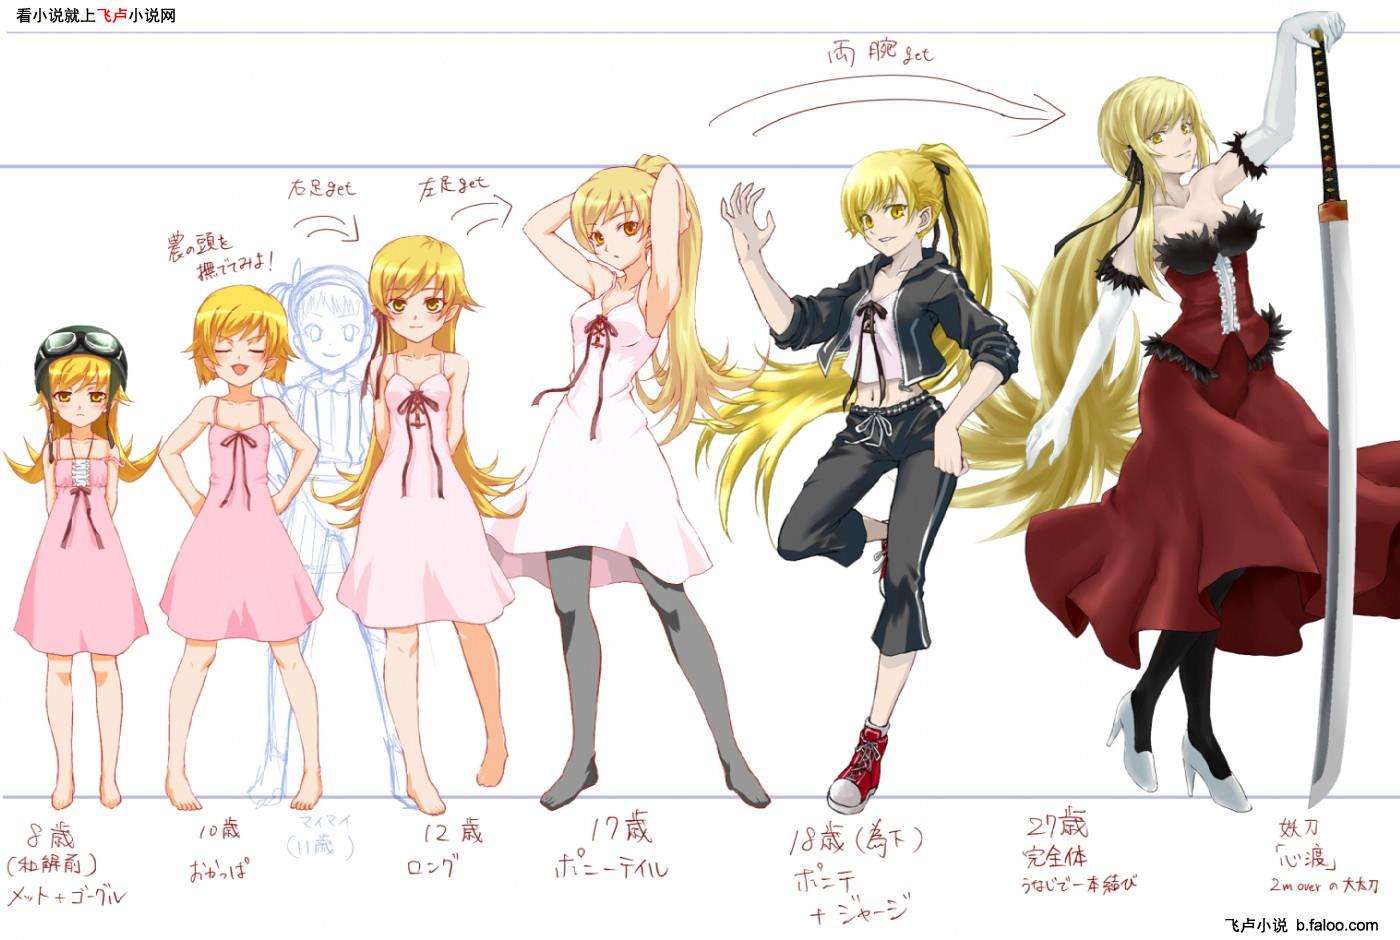 看小说就上飞卢小说网
両腕get
右足get
左足get
儂の頭を
撫でてみよ!
8歳
(和解前)
メット+ゴーグル
10歳
おかっぱ
マイマイ
(11歳)
12歳
ロング
17歳
ポニーテイル
18歳(為下)
ポニテ
+ジャージ
27歳
完全体
うなじで一本結び
妖刀
「心渡」
2m overの大太刀
飞卢小说 b.faloo.com